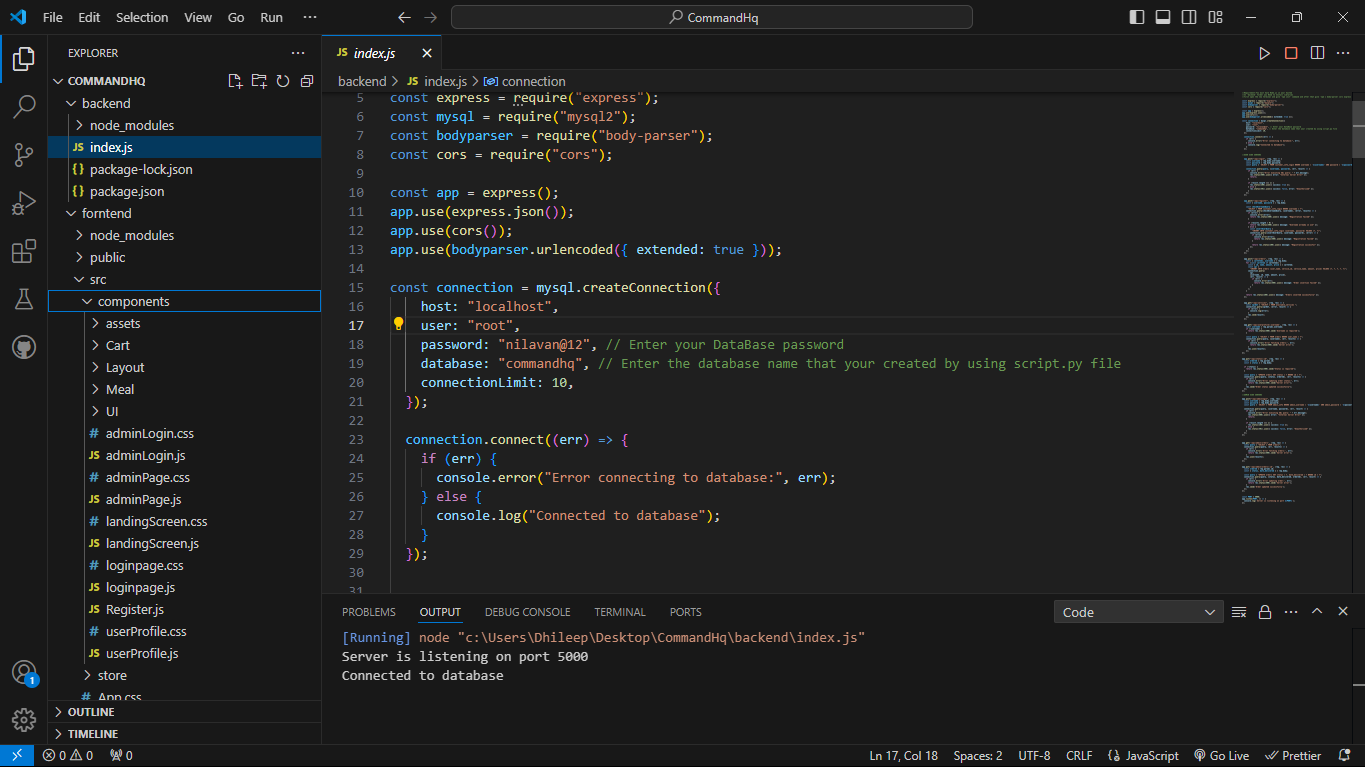 File Edit Selection View Go Run ···
CommandHq
EXPLORER
COMMANDHQ
backend
node_modules
JS index.js
{} package-lock.json
{} package.json
forntend
node_modules
public
src
components
assets
Cart
Layout
Meal
UI
# adminLogin.css
JS adminLogin.js
# adminPage.css
JS adminPage.js
# landingScreen.css
JS landingScreen.js
# loginpage.css
JS loginpage.js
JS Register.js
# userProfile.css
JS userProfile.js
store
# App.css
OUTLINE
TIMELINE
JS index.js
backend > JS index.js > connection
5 const express = require("express");
6 const mysql = require("mysql2");
7 const bodyparser = require("body-parser");
8 const cors = require("cors");
9
10 const app = express();
11 app.use(express.json());
12 app.use(cors());
13 app.use(bodyparser.urlencoded({ extended: true }));
14
15 const connection = mysql.createConnection({
16 host: "localhost",
17 user: "root",
18 password: "nilavan@12", // Enter your DataBase password
19 database: "commandhq", // Enter the database name that your created by using script.py file
20 connectionLimit: 10,
21 });
22
23 connection.connect((err) => {
24 if (err) {
25 console.error("Error connecting to database:", err);
26 } else {
27 console.log("Connected to database");
28 }
29 });
30
31
PROBLEMS OUTPUT DEBUG CONSOLE TERMINAL PORTS
Code
[Running] node "c:\Users\Dhileep\Desktop\CommandHq\backend\index.js"
Server is listening on port 5000
Connected to database
1
0 0 0
Ln 17, Col 18 Spaces: 2 UTF-8 CRLF {} JavaScript Go Live Prettier